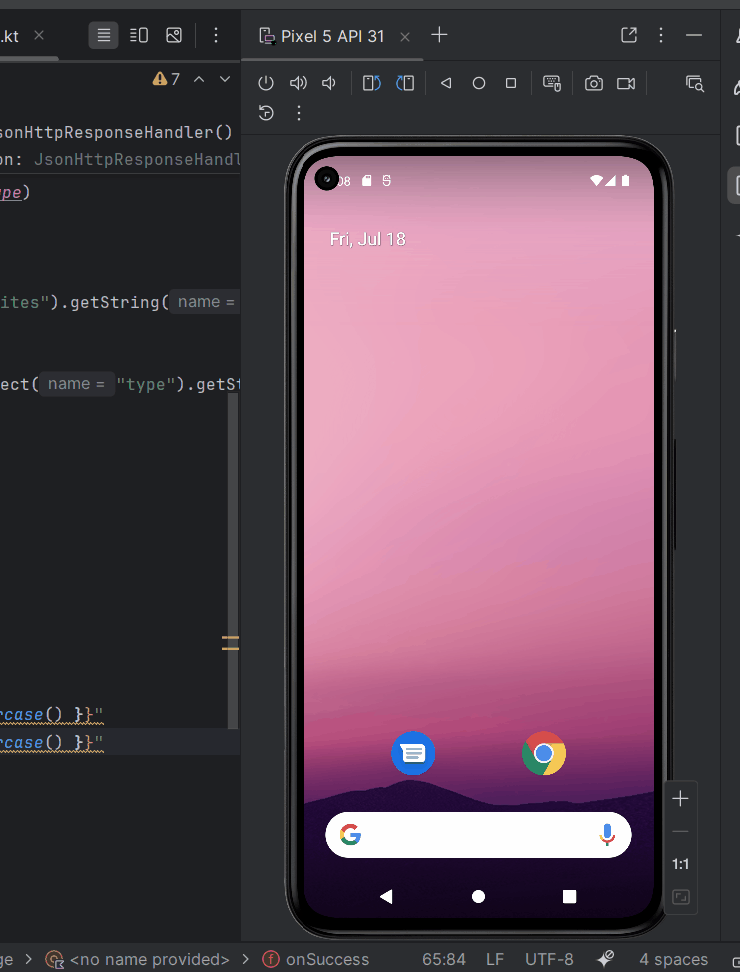 .kt
Pixel 5 API 31
7
sonHttpResponseHandler()
on: JsonHttpResponseHandl
pe)
ites").getString( name =
ect( name = "type").getSt
rcase() }}"
rcase() }}"
08
Fri, Jul 18
1:1
ge > <no name provided> > onSuccess 65:84 LF UTF-8 4 spaces